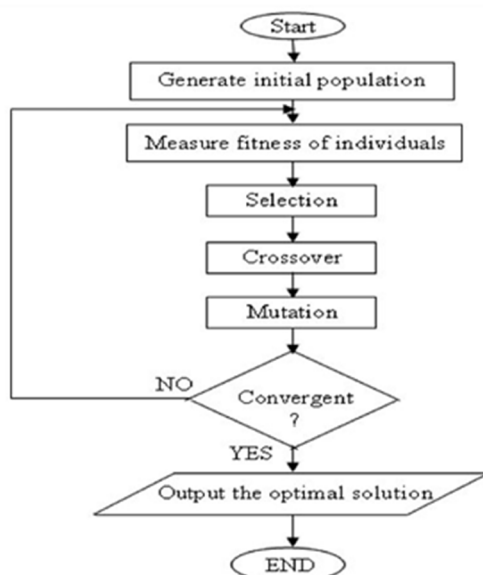 Start
Generate initial population
Measure fitness of individuals
Selection
Crossover
Mutation
NO
Convergent
?
YES
Output the optimal solution
END